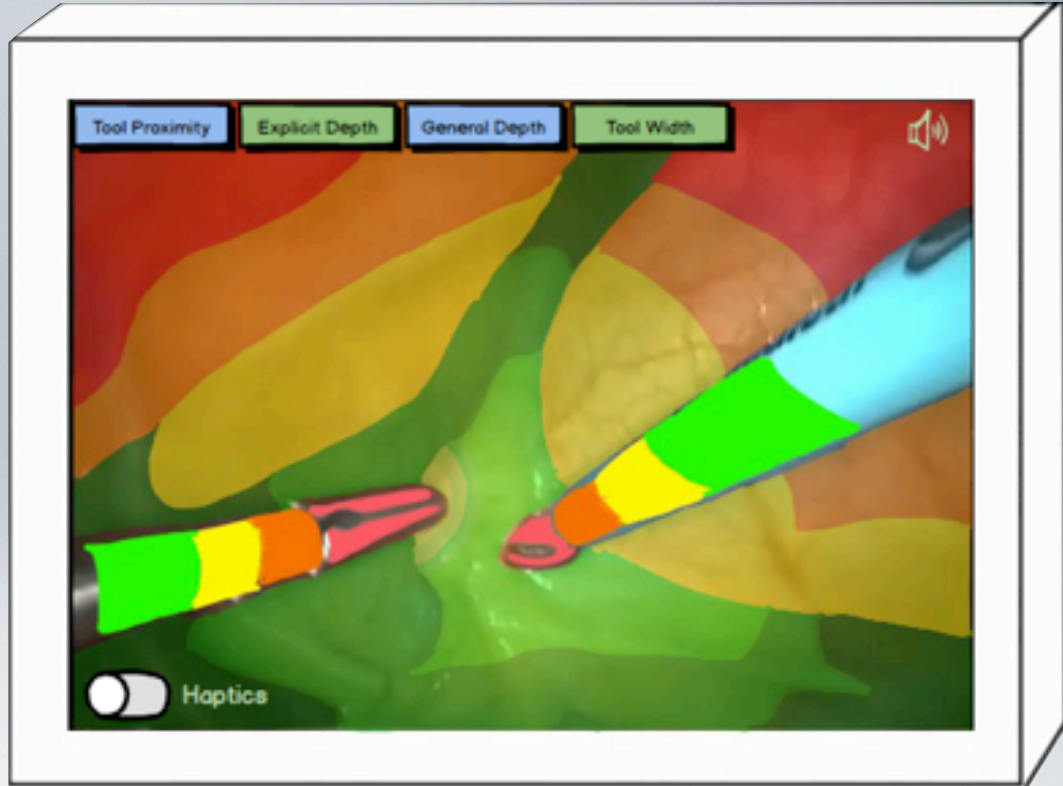 Tool Proximity
Explicit Depth
General Depth
Tool Width
Haptics